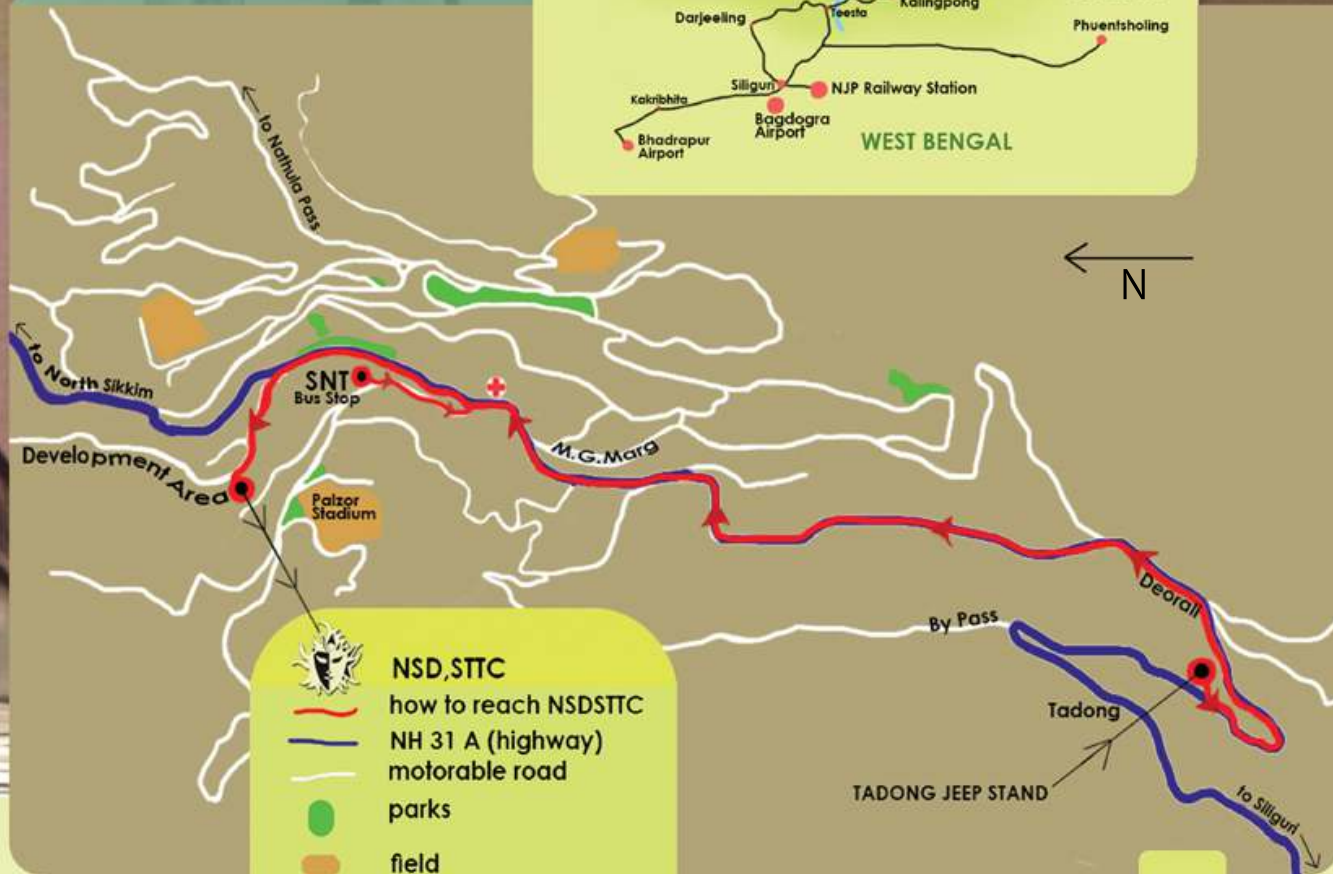 Darjeeling
Teesta
Kalingpong
Phuentsholing
Siliguri
NJP Railway Station
Kakribhita
Bagdogra
Airport
Bhadrapur
Airport
WEST BENGAL
to Nathula Pass
N
to North Sikkim
SNT
Bus Stop
M.G.Marg
Development Area
Palzor
Stadium
Deorali
By Pass
Tadong
TADONG JEEP STAND
to Siliguri
NSD,STTC
how to reach NSDSTTC
NH 31 A (highway)
motorable road
parks
field